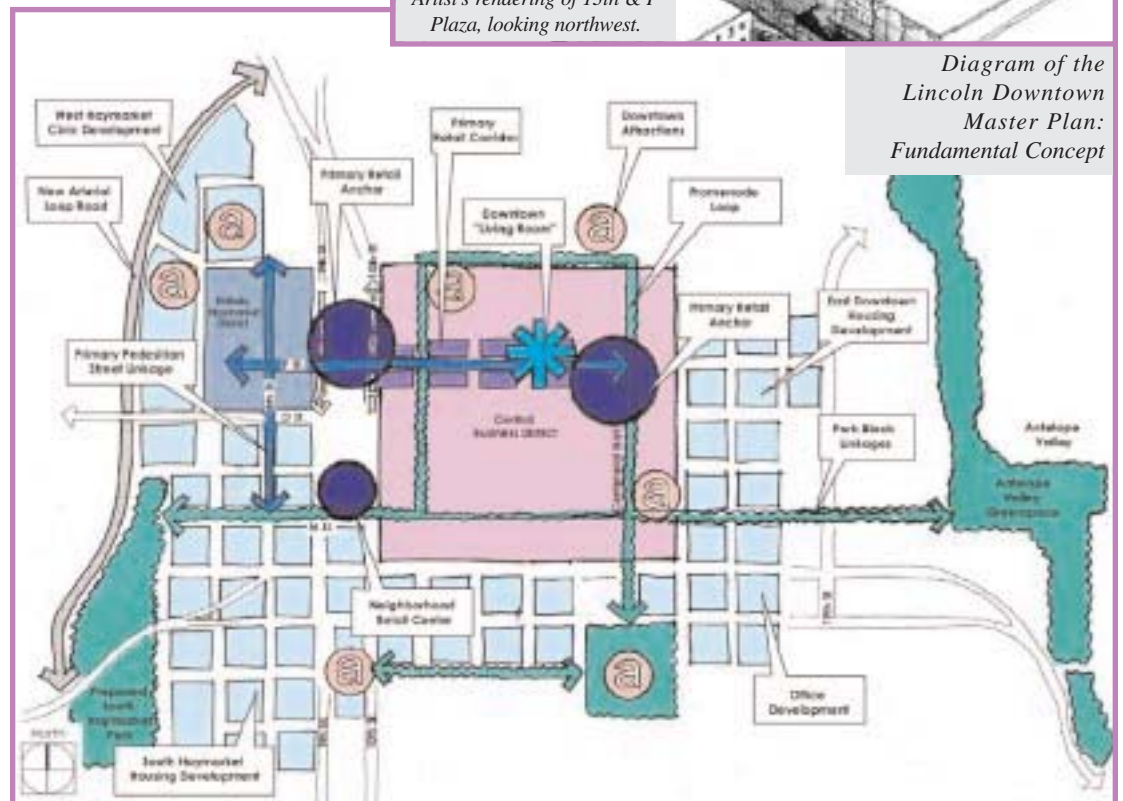 Artist's rendering of 15th & P
Plaza, looking northwest.
Diagram of the
Lincoln Downtown
Master Plan:
Fundamental Concept
West Haymarket
Civic Development
Primary
Retail Corridor
Downtown
Attractions
New Arterial
Loop Road
Primary Retail
Anchor
Downtown
"Living Room"
Promenade
Loop
Primary Retail
Anchor
East Downtown
Housing
Development
Primary Pedestrian
Street Linkage
Central
BUSINESS DISTRICT
Park Block
Linkages
Antelope
Valley
Antelope
Valley
Greenspace
Neighborhood
Retail Center
Office
Development
Proposed
South
Haymarket
Park
North
South Haymarket
Housing Development